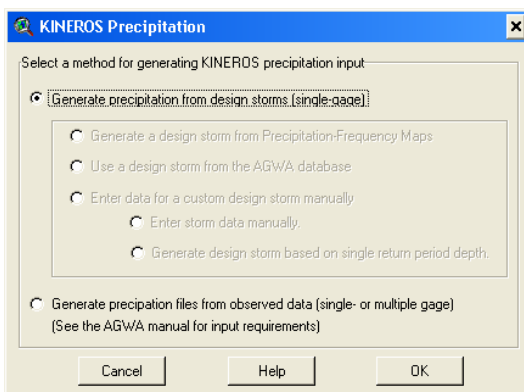 KINEROS Precipitation
Select a method for generating KINEROS precipitation input
Generate precipitation from design storms (single-gage)
Generate a design storm from Precipitation-Frequency Maps
Use a design storm from the AGWA database
Enter data for a custom design storm manually
Enter storm data manually.
Generate design storm based on single return period depth.
Generate precipation files from observed data (single- or multiple gage)
(See the AGWA manual for input requirements)
Cancel
Help
OK